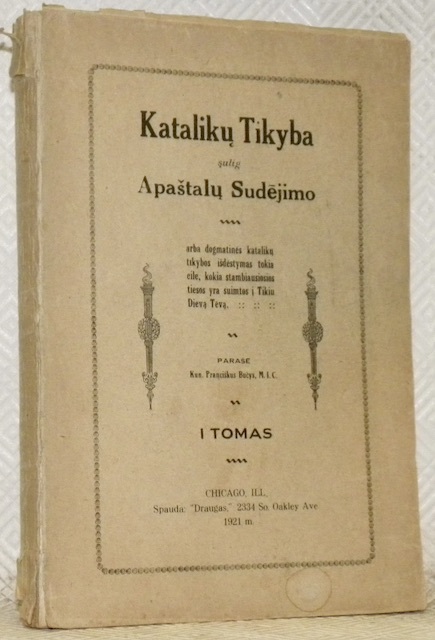 Katalikų Tikyba
sulig
Apaštalų Sudėjimo
arba dogmatinės katalikų
tikybos išdėstymas tokia
eile, kokia stambiausiosios
tiesos yra suimtos į Tikiu
Dievą Tėvą. :: :: ::
PARAŠĖ
Kun. Pranciškus Bučys, M. I. C.
I TOMAS
CHICAGO, ILL.
Spauda: "Draugas," 2334 So. Oakley Ave
1921 m.